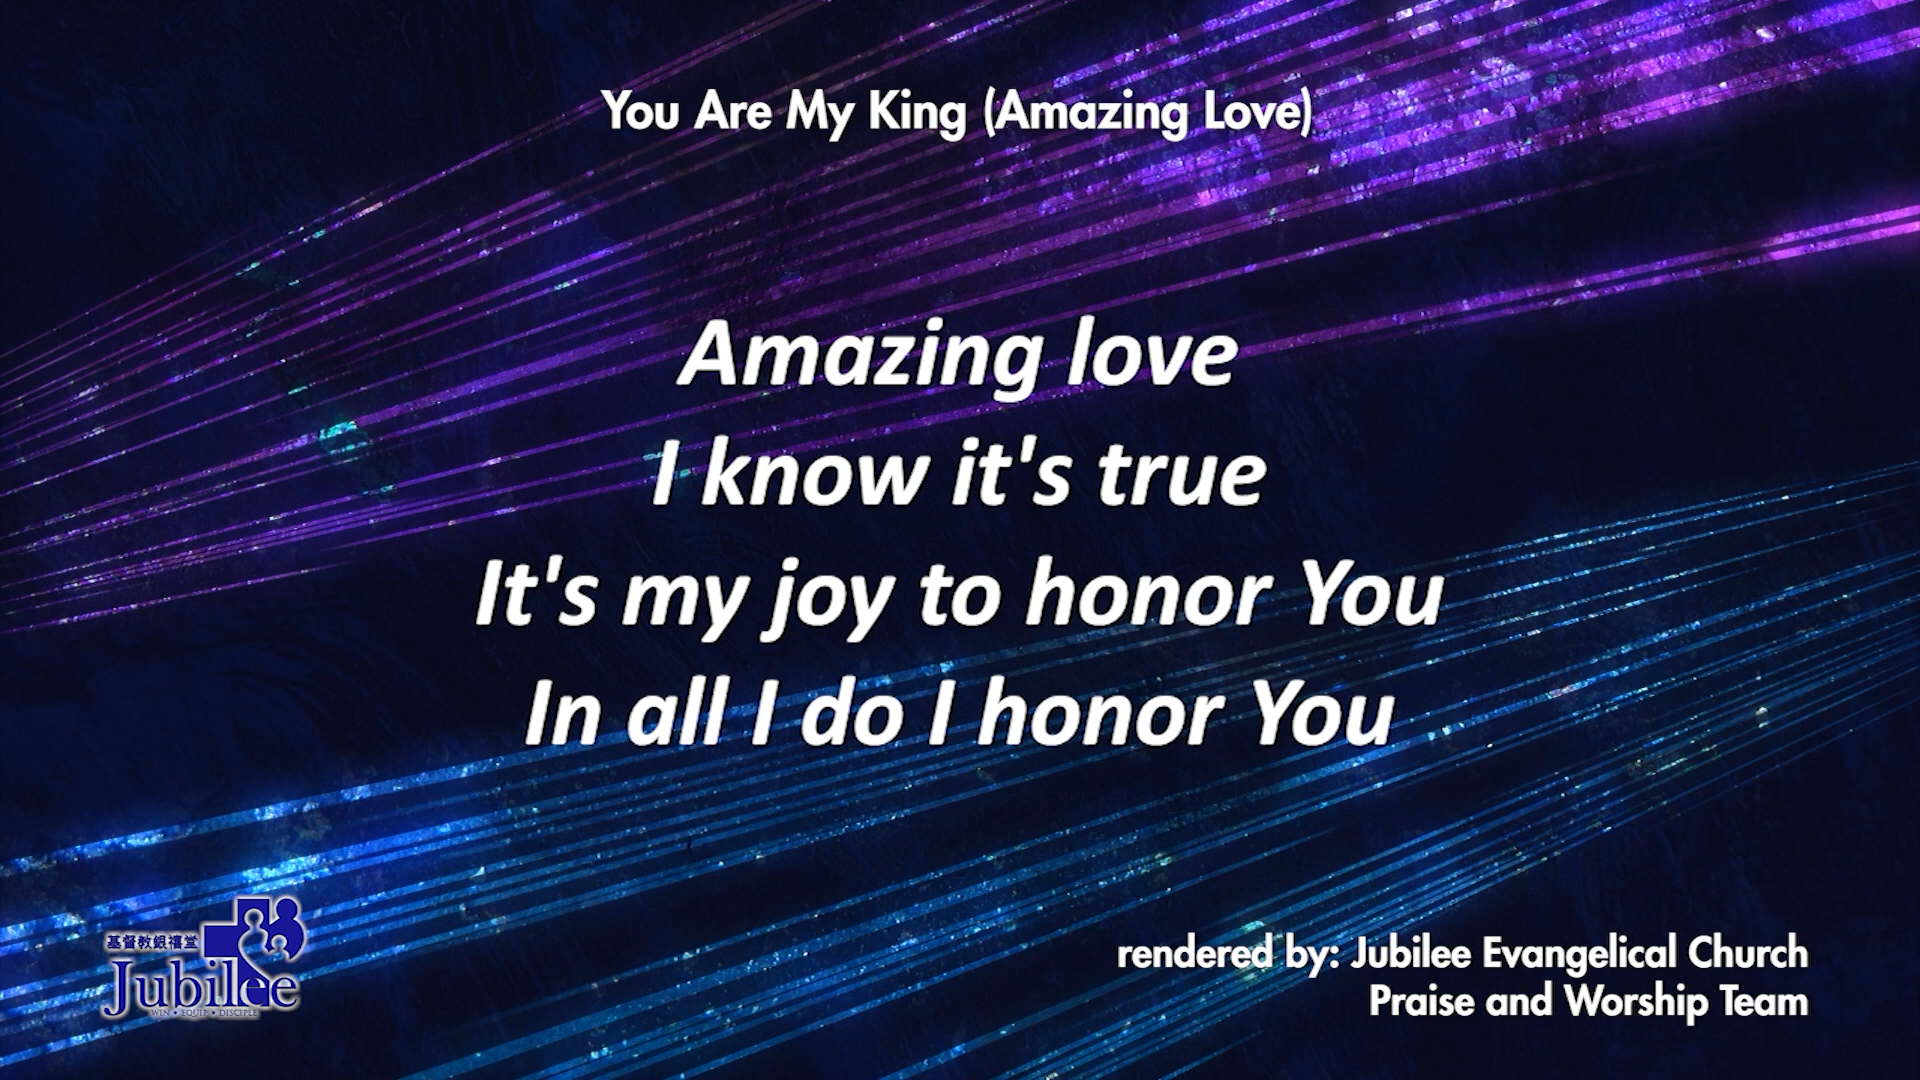 You Are My King (Amazing Love)
Amazing love
I know it's true
It's my joy to honor You
In all I do I honor You
基督教銀禧堂
Jubilee
WIN • EQUIP • DISCIPLE
rendered by: Jubilee Evangelical Church
Praise and Worship Team